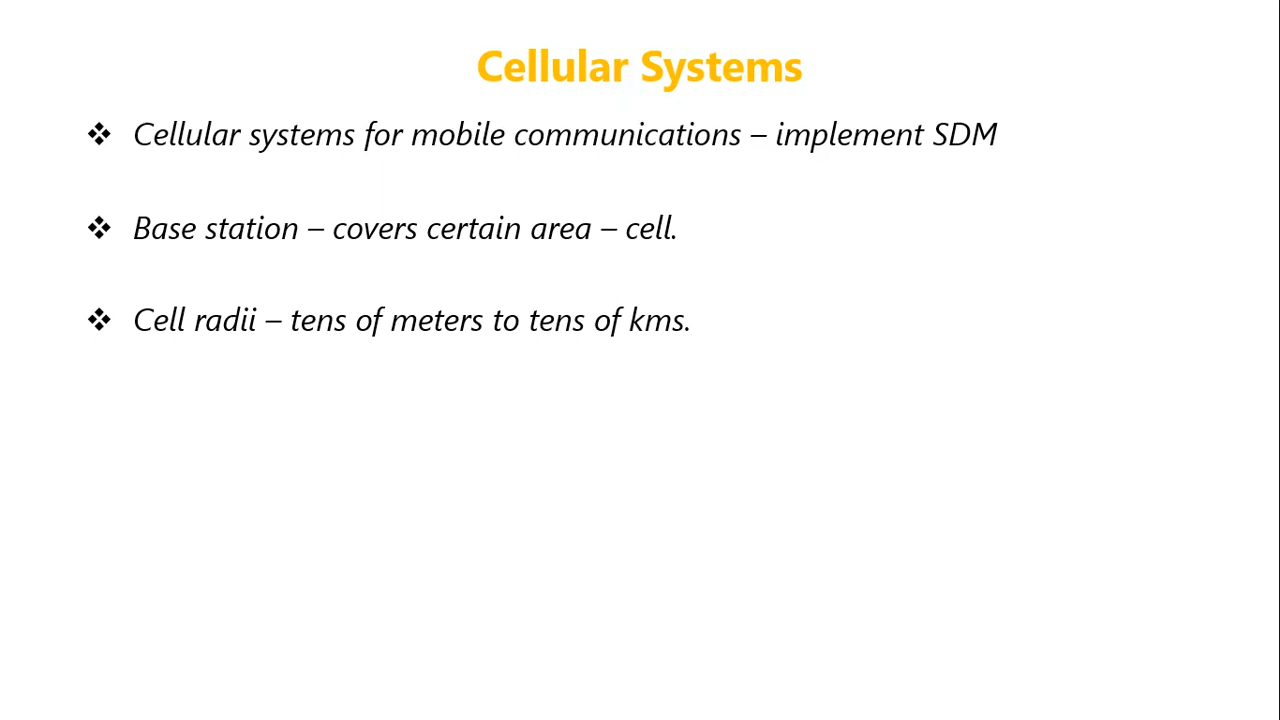 Cellular Systems
❖ Cellular systems for mobile communications – implement SDM
❖ Base station – covers certain area – cell.
❖ Cell radii – tens of meters to tens of kms.